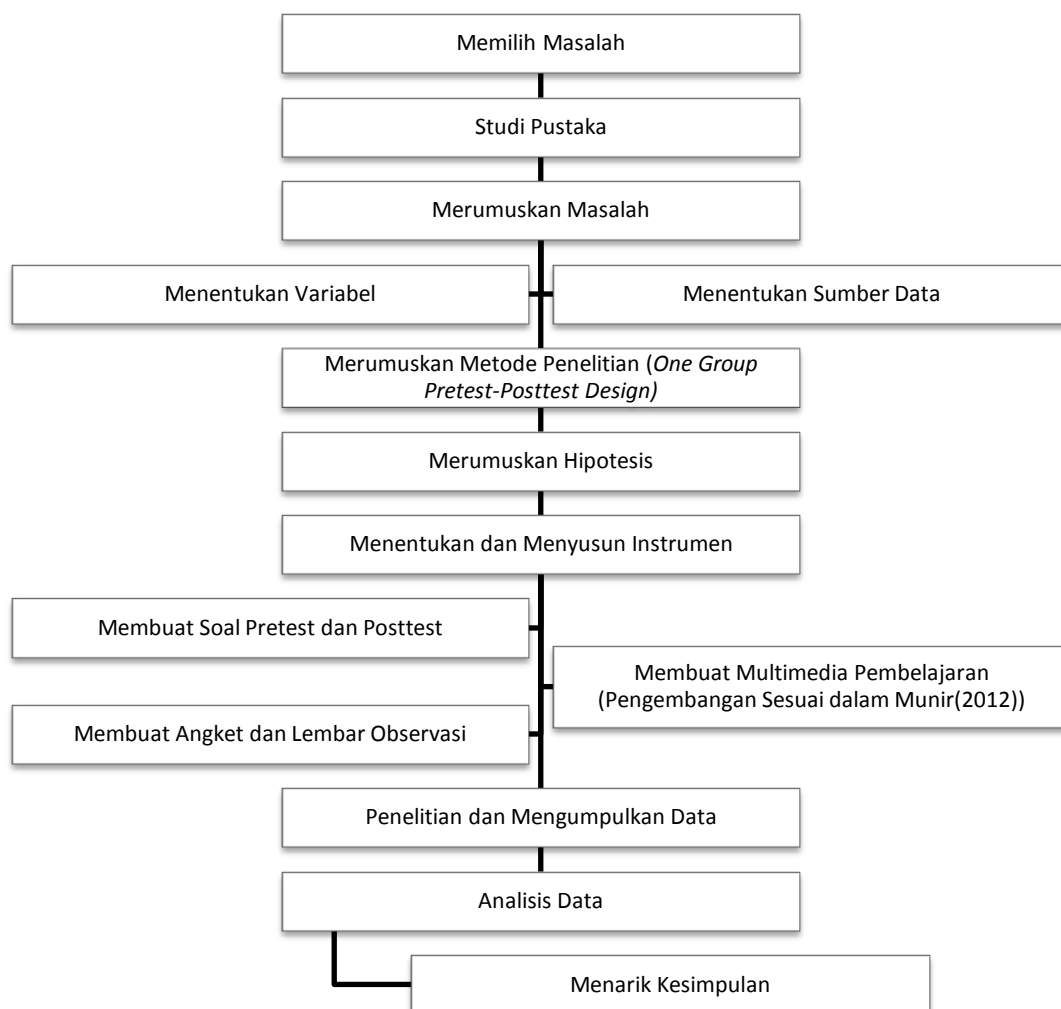 Memilih Masalah
Studi Pustaka
Merumuskan Masalah
Menentukan Variabel
Menentukan Sumber Data
Merumuskan Metode Penelitian (One Group
Pretest-Posttest Design)
Merumuskan Hipotesis
Menentukan dan Menyusun Instrumen
Membuat Soal Pretest dan Posttest
Membuat Multimedia Pembelajaran
(Pengembangan Sesuai dalam Munir(2012))
Membuat Angket dan Lembar Observasi
Penelitian dan Mengumpulkan Data
Analisis Data
Menarik Kesimpulan